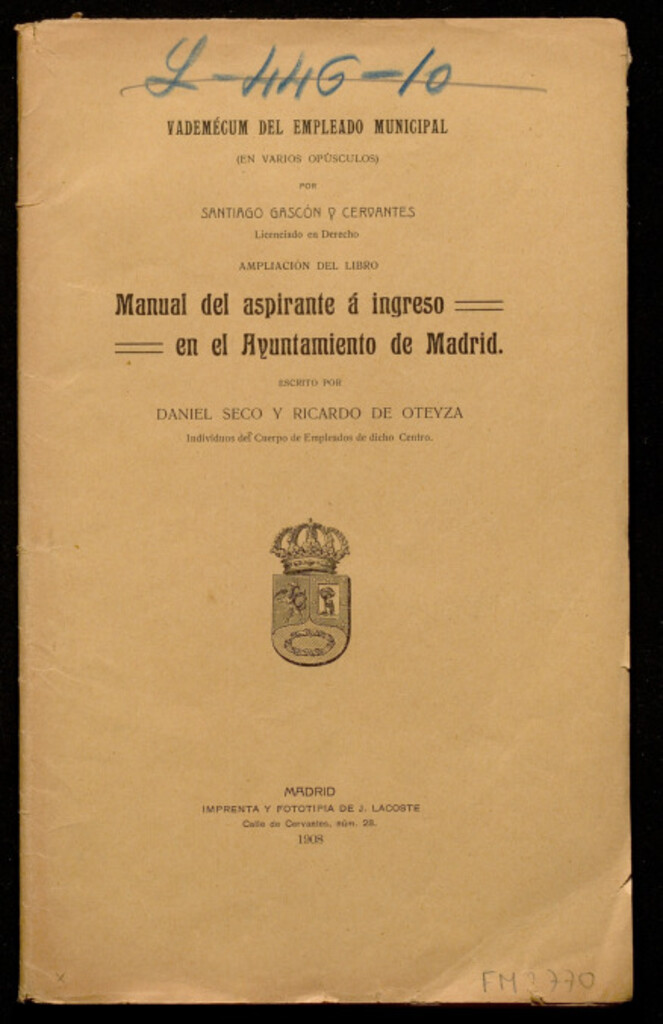 L-446-10
VADEMÉCUM DEL EMPLEADO MUNICIPAL
(EN VARIOS OPÚSCULOS)
POR
SANTIAGO GASCÓN Y CERVANTES
Licenciado en Derecho
AMPLIACIÓN DEL LIBRO
Manual del aspirante á ingreso
en el Ayuntamiento de Madrid.
ESCRITO POR
DANIEL SECO Y RICARDO DE OTEYZA
Individuos del Cuerpo de Empleados de dicho Centro.
MADRID
IMPRENTA Y FOTOTIPIA DE J. LACOSTE
Calle de Cervantes, núm. 28.
1908